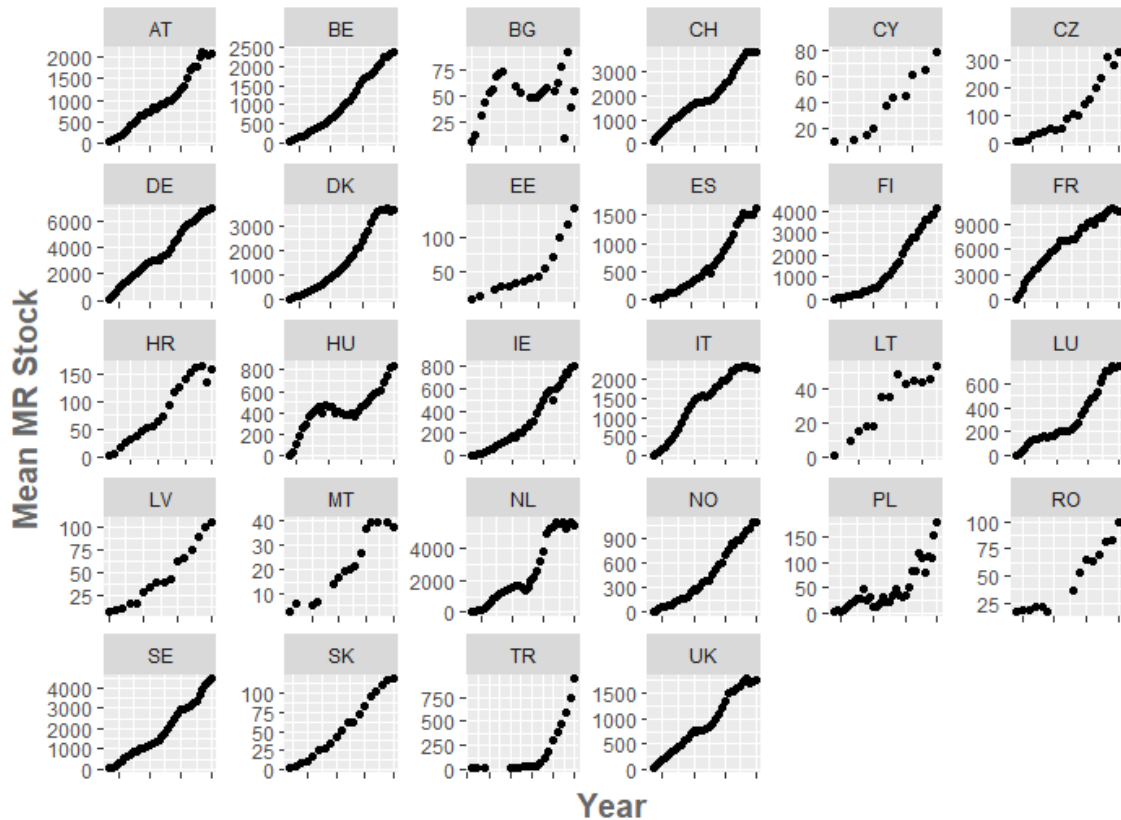 AT BE BG CH CY CZ
2000 1500 1000 500 0
2500 2000 1500 1000 500 0
75 50 25
3000 2000 1000 0
80 60 40 20
300 200 100 0
DE DK EE ES FI FR
6000 4000 2000 0
3000 2000 1000 0
100 50
1500 1000 500 0
4000 3000 2000 1000 0
9000 6000 3000 0
HR HU IE IT LT LU
150 100 50 0
800 600 400 200 0
800 600 400 200 0
2000 1500 1000 500 0
40 20 0
600 400 200 0
LV MT NL NO PL RO
100 75 50 25
40 30 20 10
4000 2000 0
900 600 300 0
150 100 50 0
100 75 50 25
SE SK TR UK
4000 3000 2000 1000 0
100 75 50 25 0
750 500 250 0
1500 1000 500 0
Mean MR Stock
Year